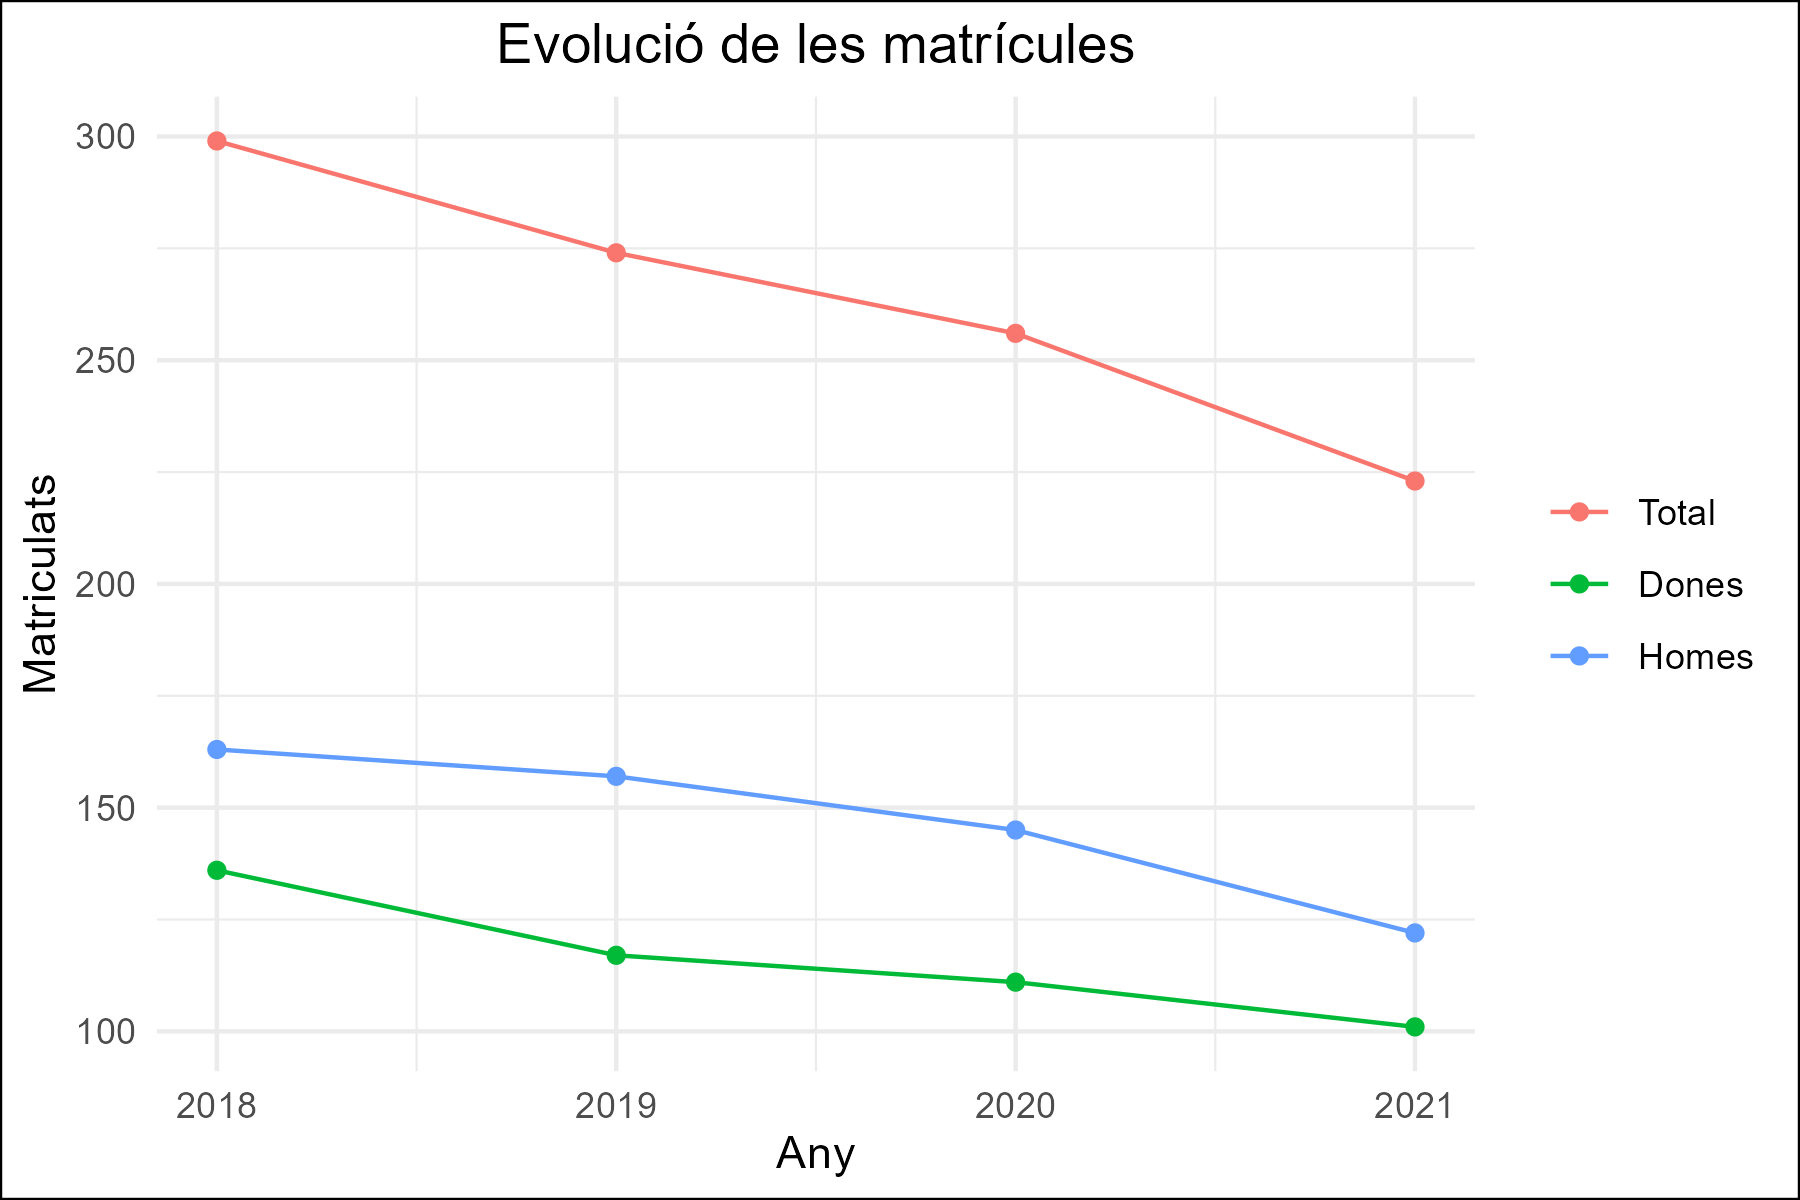 Evolució de les matrícules
Matriculats
300
250
200
150
100
2018 2019 2020 2021
Any
Total
Dones
Homes